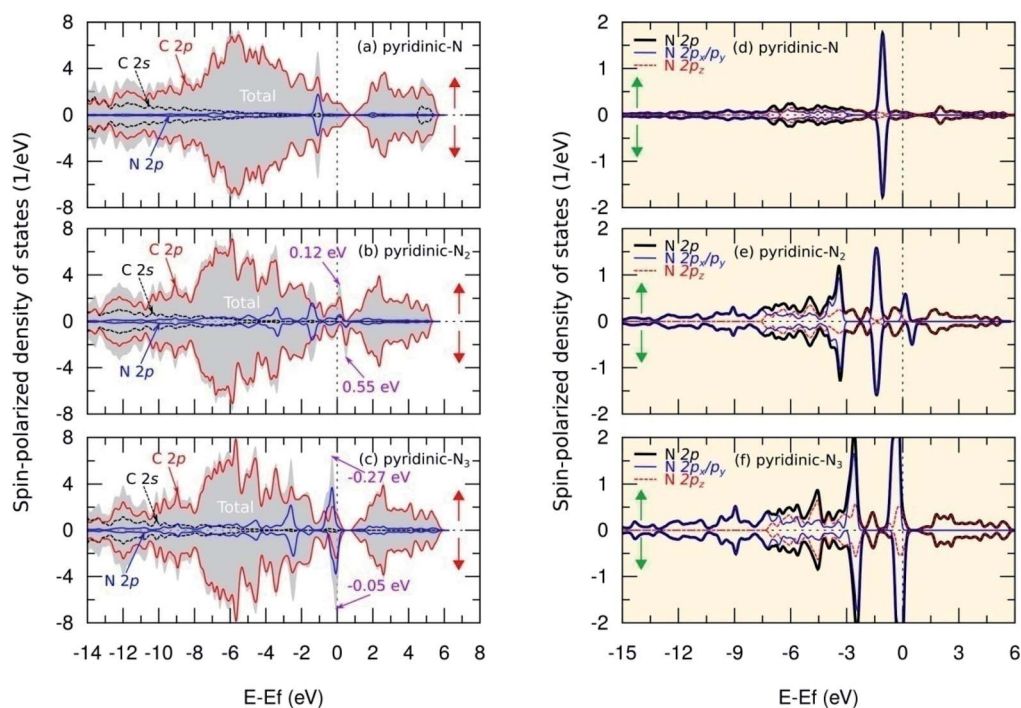 Spin-polarized density of states (1/eV)
8
4
0
-4
-8
(a) pyridinic-N
C 2p
C 2s
Total
N 2p
8
4
0
-4
-8
(b) pyridinic-N2
0.12 eV
C 2p
C 2s
Total
N 2p
0.55 eV
8
4
0
-4
-8
(c) pyridinic-N3
-0.27 eV
C 2p
C 2s
Total
N 2p
-0.05 eV
-14 -12 -10 -8 -6 -4 -2 0 2 4 6 8
E-Ef (eV)
Spin-polarized density of states (1/eV)
2
1
0
1
2
N 2p
(d) pyridinic-N
N 2px/py
N 2pz
2
1
0
-1
-2
N 2p
(e) pyridinic-N2
N 2px/py
N 2pz
2
1
0
-1
-2
N 2p
(f) pyridinic-N3
N 2px/py
N 2pz
-15 -12 -9 -6 -3 0 3 6
E-Ef (eV)